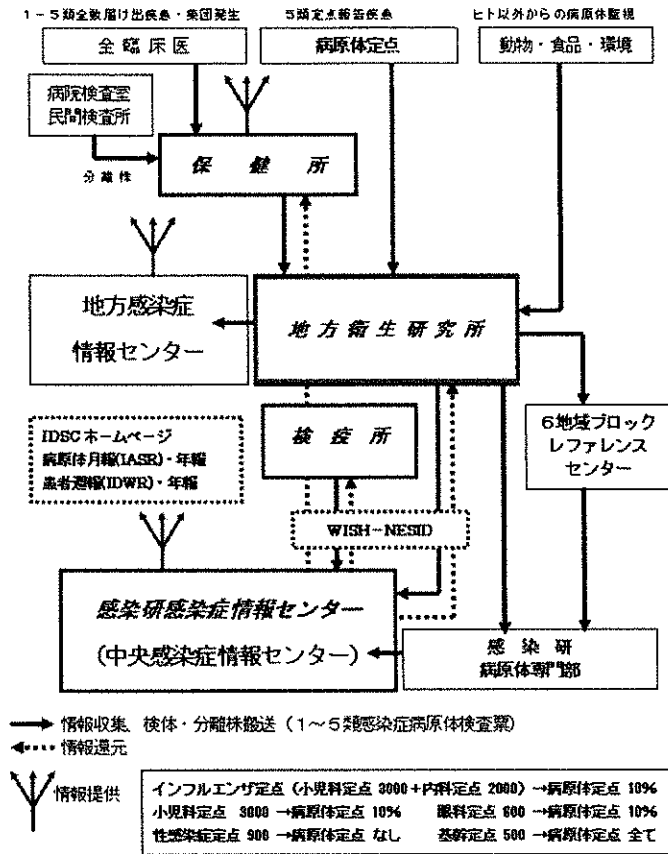 1－5類全数届け出疾患・集団発生
5類定点報告疾患
ヒト以外からの病原体監視
全臨床医
病原体定点
動物・食品・環境
病院検査室
民間検査所
分離株
保健所
地方感染症
情報センター
地方衛生研究所
6地域ブロック
レファレンス
センター
検疫所
IDSCホームページ
病原体月報(IASR)・年報
患者週報(IDWR)・年報
WISH-NESID
感染研感染症情報センター
（中央感染症情報センター）
感染研
病原体専門部
情報収集、検体・分離株搬送（1～5類感染症病原体検査票）
情報還元
情報提供
インフルエンザ定点（小児科定点 3000＋内科定点 2000）→病原体定点 10%
小児科定点 3000 →病原体定点 10% 眼科定点 600 →病原体定点 10%
性感染症定点 900 →病原体定点 なし 基幹定点 500 →病原体定点 全て